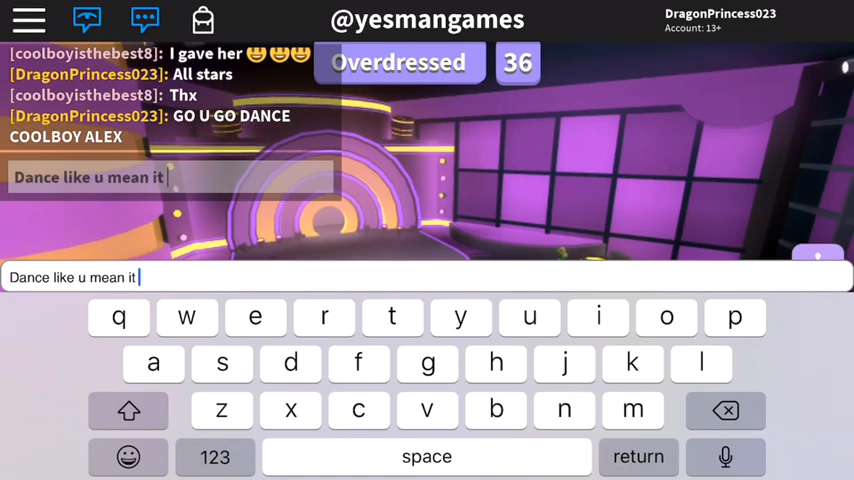 @yesmangames
DragonPrincess023
Account: 13+
[coolboyisthebest8]: I gave her 😃😃😃
[DragonPrincess023]: All stars
[coolboyisthebest8]: Thx
[DragonPrincess023]: GO U GO DANCE
COOLBOY ALEX
Overdressed 36
Dance like u mean it
Dance like u mean it
q w e r t y u i o p
a s d f g h j k l
z x c v b n m
123 space return